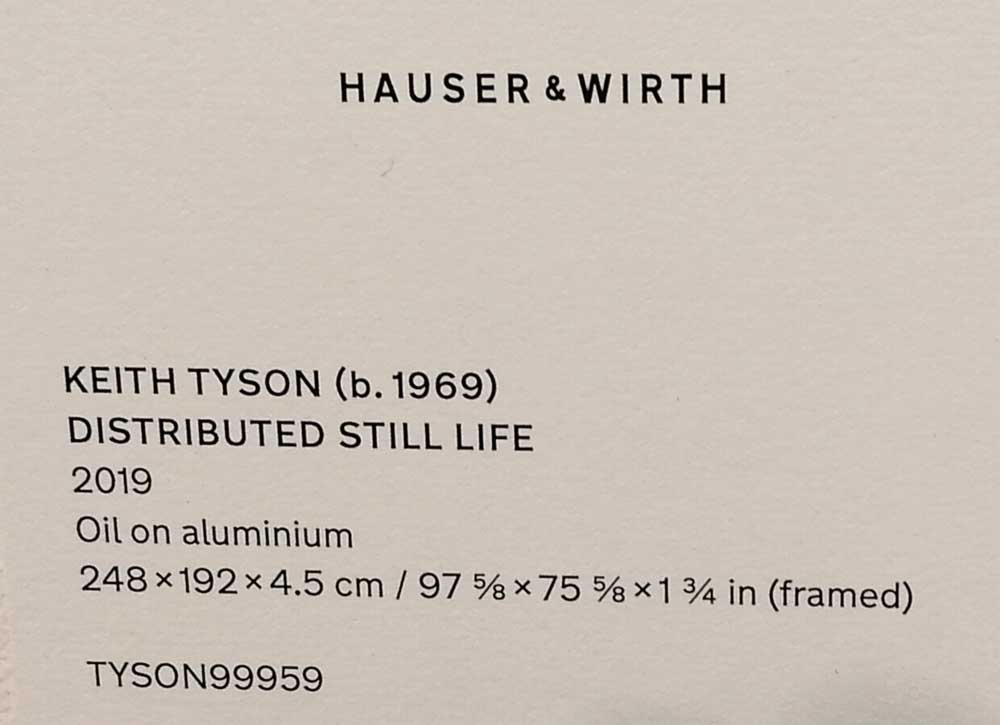 HAUSER & WIRTH
KEITH TYSON (b. 1969)
DISTRIBUTED STILL LIFE
2019
Oil on aluminium
248 × 192 × 4.5 cm / 97 ⅝ × 75 ⅝ × 1 ¾ in (framed)
TYSON99959